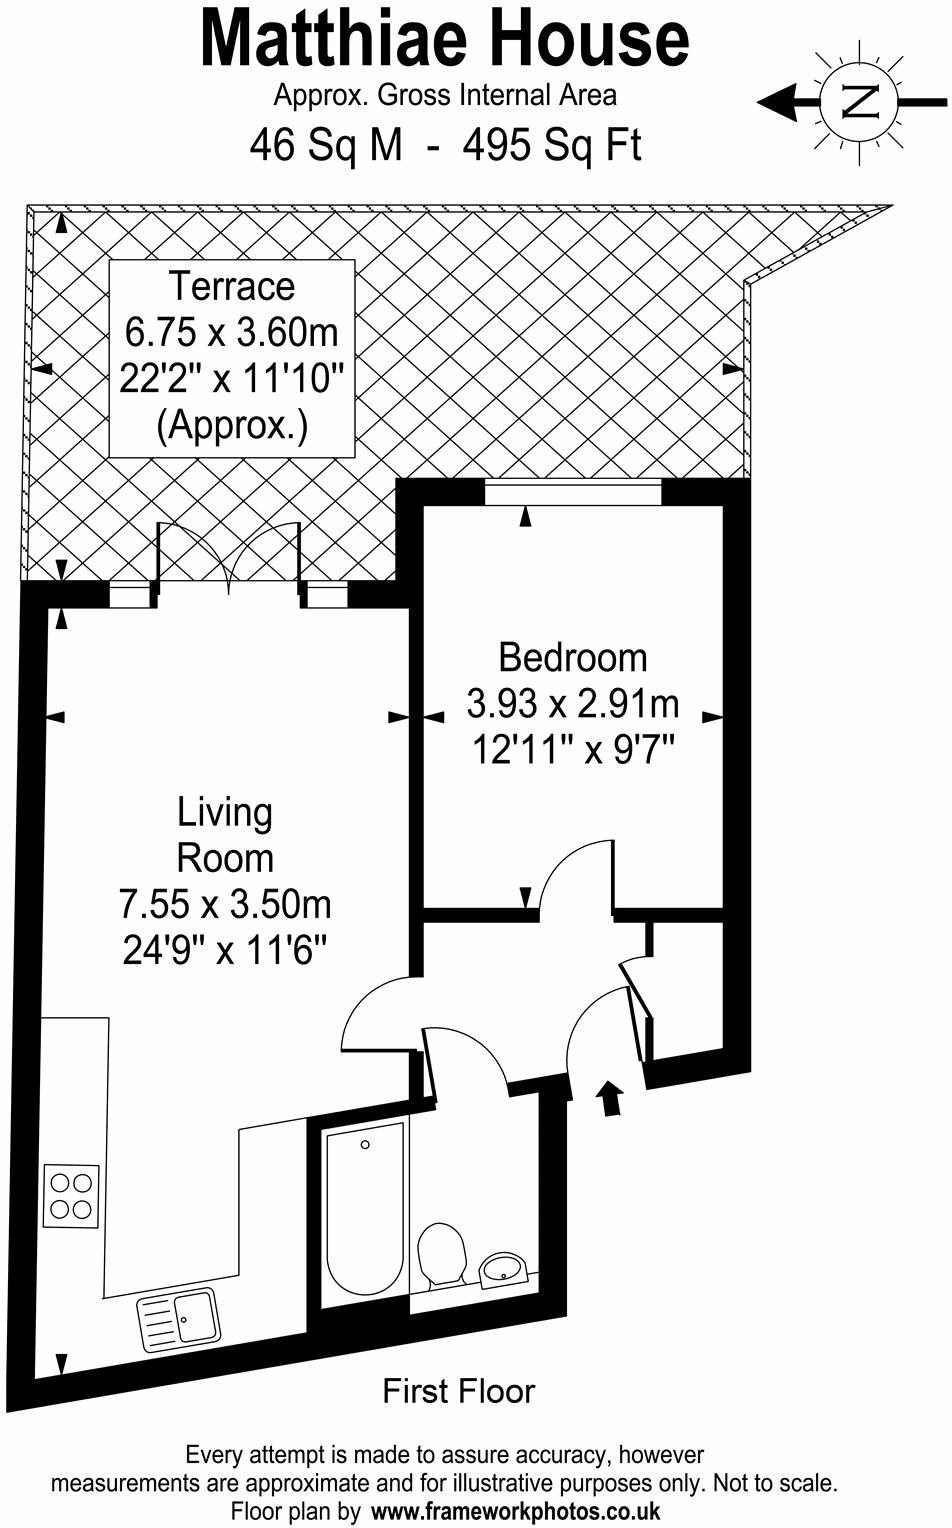 Matthiae House
Approx. Gross Internal Area
46 Sq M - 495 Sq Ft
N
Terrace
6.75 x 3.60m
22'2" x 11'10"
(Approx.)
Bedroom
3.93 x 2.91m
12'11" x 9'7"
Living
Room
7.55 x 3.50m
24'9" x 11'6"
First Floor
Every attempt is made to assure accuracy, however
measurements are approximate and for illustrative purposes only. Not to scale.
Floor plan by www.frameworkphotos.co.uk